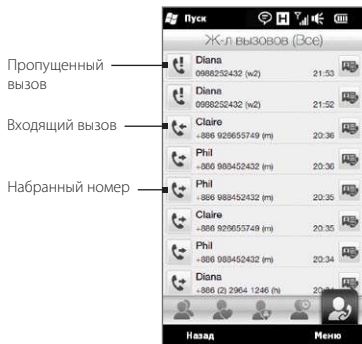 Пуск
Ж-л вызовов (Все)
Пропущенный
вызов
Входящий вызов
Набранный номер
Diana
0988252432 (w2) 21:53
Diana
0988252432 (w2) 21:52
Claire
+886 926655749 (m) 20:36
Phil
+886 988452432 (m) 20:36
Phil
+886 988452432 (m) 20:35
Claire
+886 926655749 (m) 20:35
Phil
+886 988452432 (m) 20:34
Diana
+886 (2) 2964 1246 (h) 20:34
Назад Меню